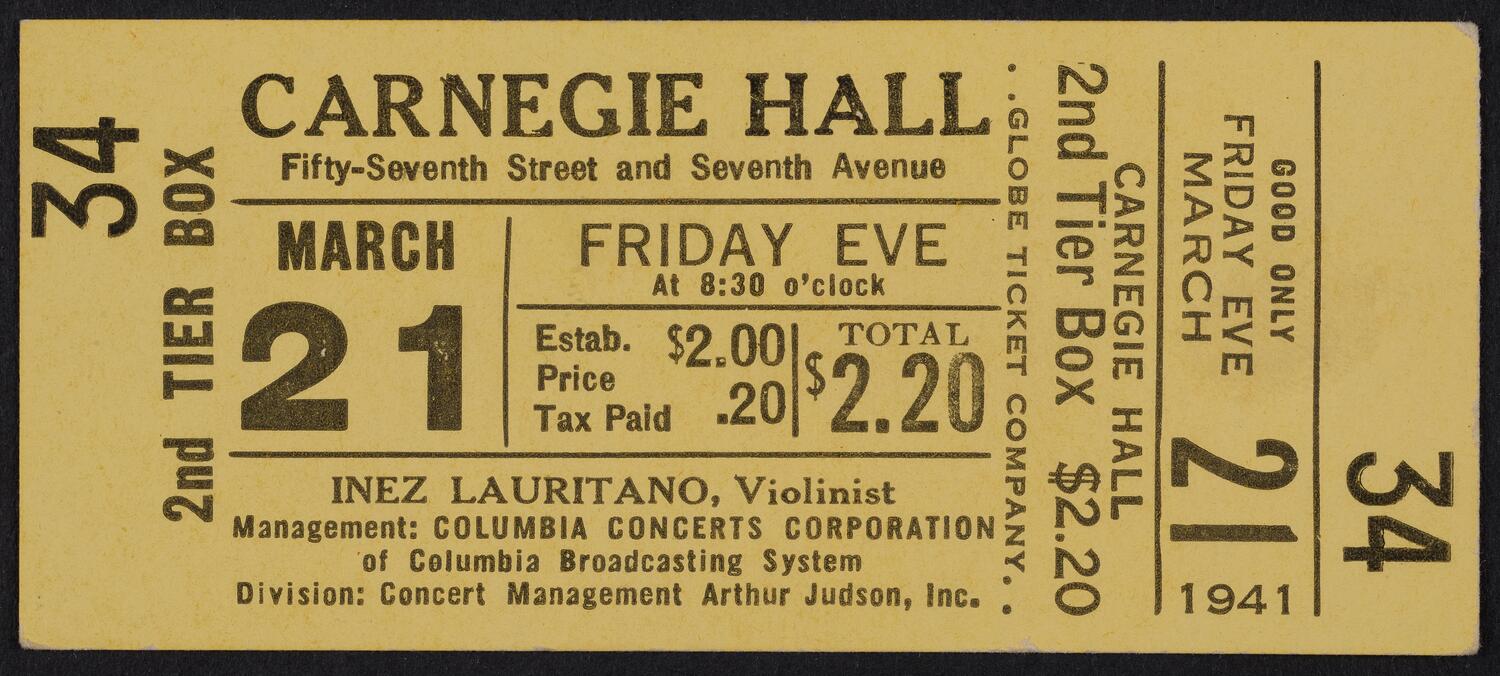 34
2nd TIER BOX
CARNEGIE HALL
Fifty-Seventh Street and Seventh Avenue
MARCH
21
FRIDAY EVE
At 8:30 o'clock
Estab. $2.00
Price
Tax Paid .20
TOTAL
$2.20
INEZ LAURITANO, Violinist
Management: COLUMBIA CONCERTS CORPORATION
of Columbia Broadcasting System
Division: Concert Management Arthur Judson, Inc.
..GLOBE TICKET COMPANY..
2nd Tier Box $2.20
CARNEGIE HALL
GOOD ONLY
FRIDAY EVE
MARCH
21
1941
34